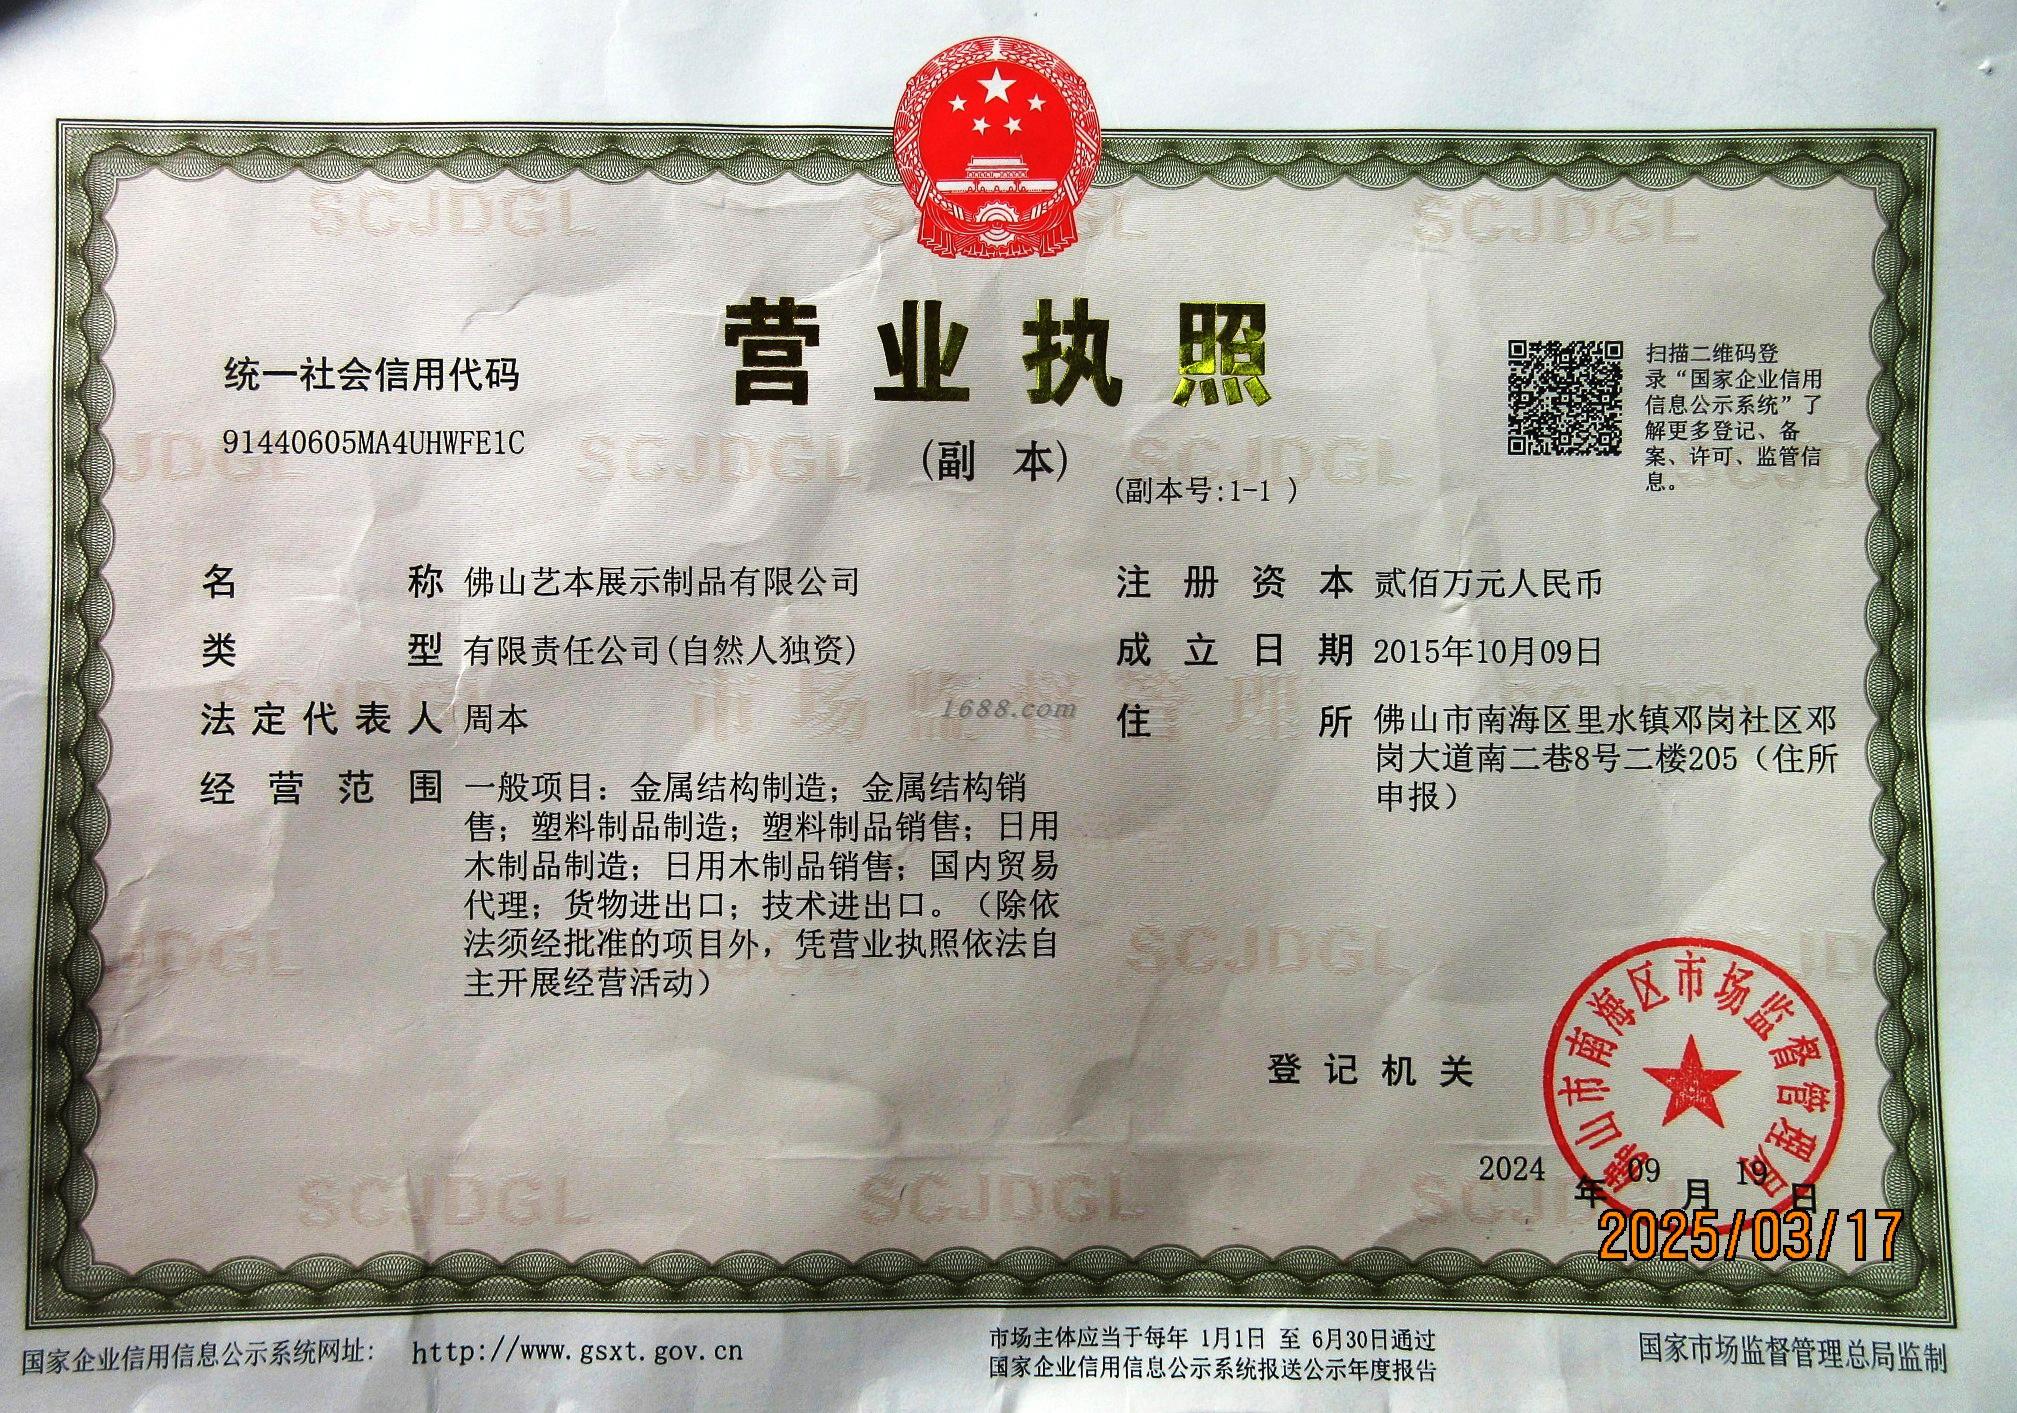 营业执照
(副本)
(副本号:1-1 )
统一社会信用代码
91440605MA4UHWFE1C
扫描二维码登
录“国家企业信用
信息公示系统”了
解更多登记、备
案、许可、监管信
息。
名称 佛山艺本展示制品有限公司
类型 有限责任公司(自然人独资)
法定代表人 周本
经营范围 一般项目：金属结构制造；金属结构销
售；塑料制品制造；塑料制品销售；日用
木制品制造；日用木制品销售；国内贸易
代理；货物进出口；技术进出口。（除依
法须经批准的项目外，凭营业执照依法自
主开展经营活动）
注册资本 贰佰万元人民币
成立日期 2015年10月09日
住所 佛山市南海区里水镇邓岗社区邓
岗大道南二巷8号二楼205（住所
申报）
1688.com
市场监督管理
SCJDGL
登记机关
佛山市南海区市场监督管理局
2024年09月19日
2025/03/17
国家企业信用信息公示系统网址： http://www.gsxt.gov.cn
市场主体应当于每年 1月1日 至 6月30日通过
国家企业信用信息公示系统报送公示年度报告
国家市场监督管理总局监制